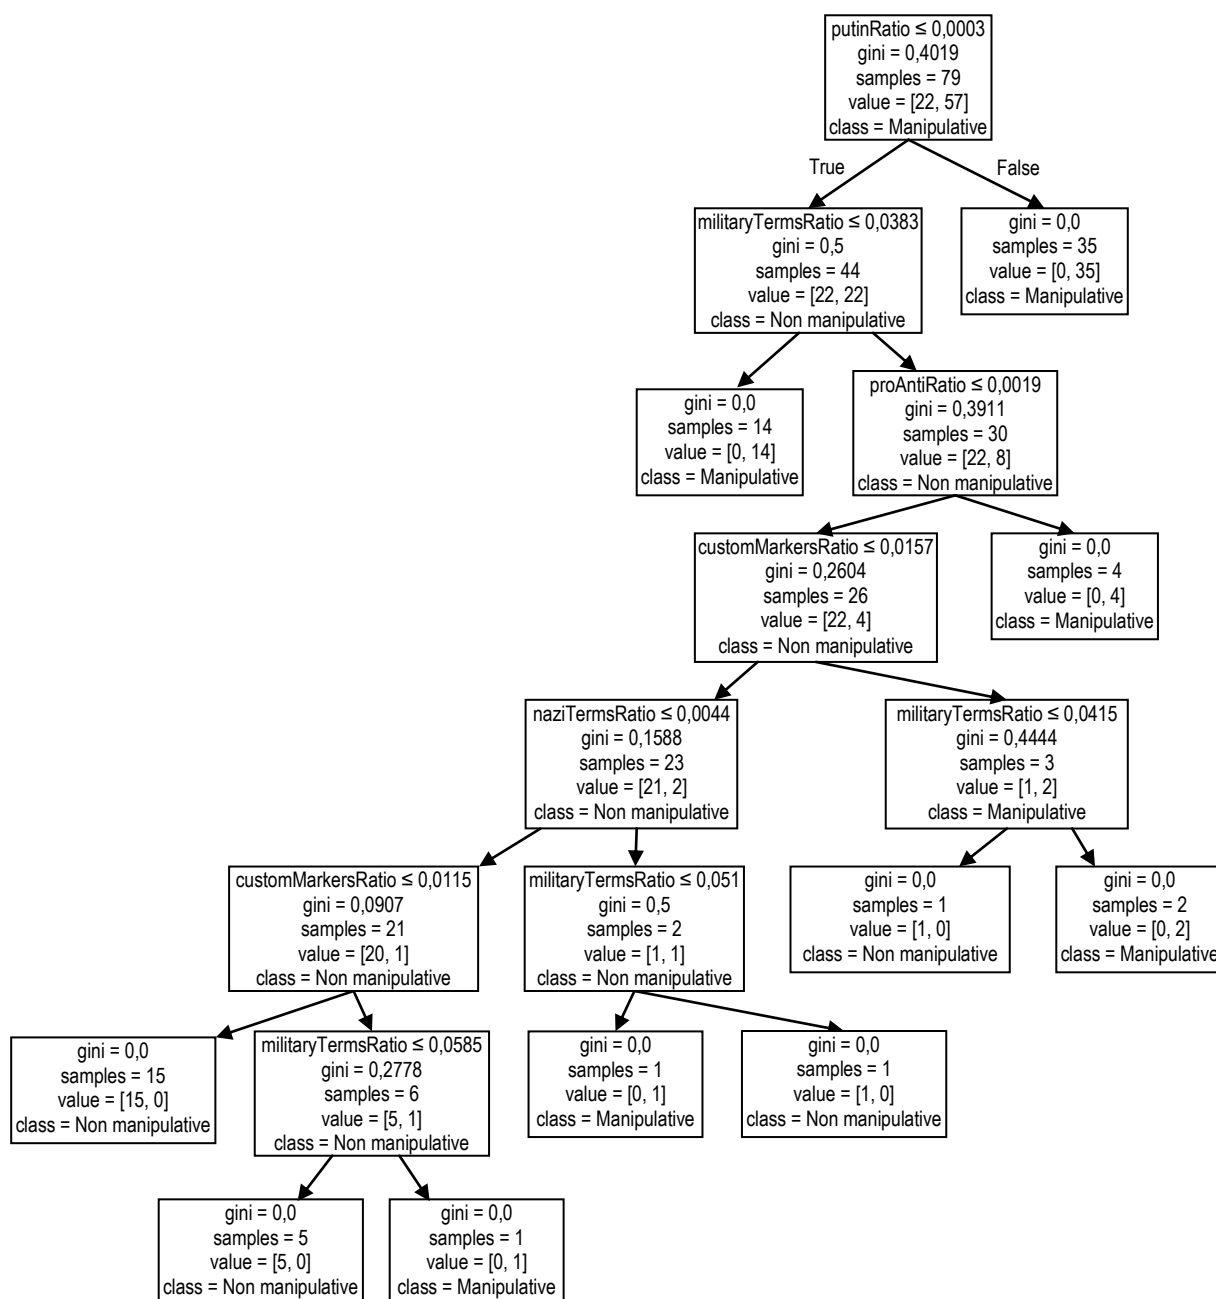 putinRatio ≤ 0,0003
gini = 0,4019
samples = 79
value = [22, 57]
class = Manipulative
True
False
militaryTermsRatio ≤ 0,0383
gini = 0,5
samples = 44
value = [22, 22]
class = Non manipulative
gini = 0,0
samples = 35
value = [0, 35]
class = Manipulative
gini = 0,0
samples = 14
value = [0, 14]
class = Manipulative
proAntiRatio ≤ 0,0019
gini = 0,3911
samples = 30
value = [22, 8]
class = Non manipulative
customMarkersRatio ≤ 0,0157
gini = 0,2604
samples = 26
value = [22, 4]
class = Non manipulative
gini = 0,0
samples = 4
value = [0, 4]
class = Manipulative
naziTermsRatio ≤ 0,0044
gini = 0,1588
samples = 23
value = [21, 2]
class = Non manipulative
militaryTermsRatio ≤ 0,0415
gini = 0,4444
samples = 3
value = [1, 2]
class = Manipulative
customMarkersRatio ≤ 0,0115
gini = 0,0907
samples = 21
value = [20, 1]
class = Non manipulative
militaryTermsRatio ≤ 0,051
gini = 0,5
samples = 2
value = [1, 1]
class = Non manipulative
gini = 0,0
samples = 1
value = [1, 0]
class = Non manipulative
gini = 0,0
samples = 2
value = [0, 2]
class = Manipulative
gini = 0,0
samples = 15
value = [15, 0]
class = Non manipulative
militaryTermsRatio ≤ 0,0585
gini = 0,2778
samples = 6
value = [5, 1]
class = Non manipulative
gini = 0,0
samples = 1
value = [0, 1]
class = Manipulative
gini = 0,0
samples = 1
value = [1, 0]
class = Non manipulative
gini = 0,0
samples = 5
value = [5, 0]
class = Non manipulative
gini = 0,0
samples = 1
value = [0, 1]
class = Manipulative